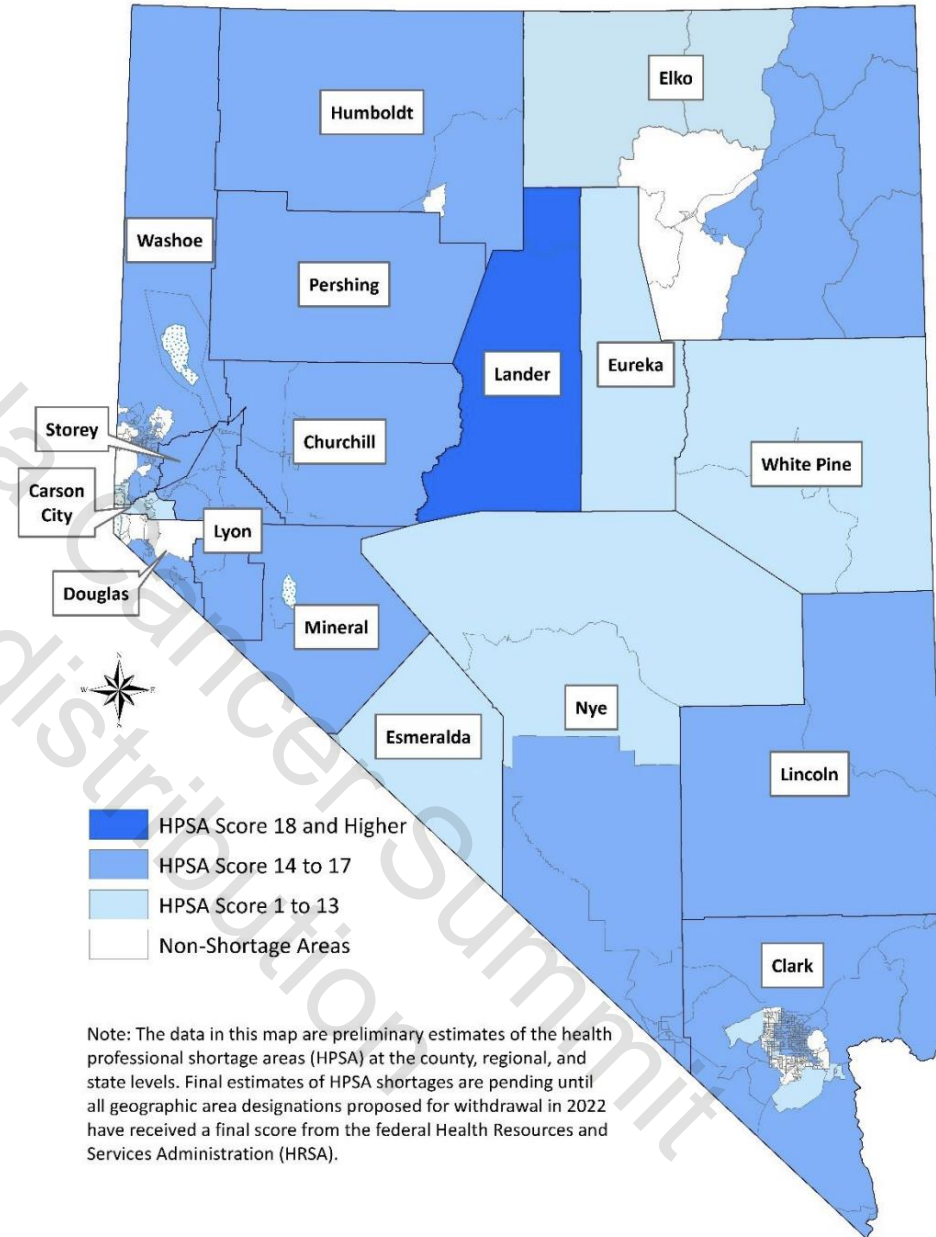 Elko
Humboldt
Washoe
Pershing
Lander
Eureka
Storey
Churchill
White Pine
Carson
City
Lyon
Douglas
Mineral
N
W
E
S
Nye
Esmeralda
Lincoln
HPSA Score 18 and Higher
HPSA Score 14 to 17
HPSA Score 1 to 13
Non-Shortage Areas
Clark
Note: The data in this map are preliminary estimates of the health
professional shortage areas (HPSA) at the county, regional, and
state levels. Final estimates of HPSA shortages are pending until
all geographic area designations proposed for withdrawal in 2022
have received a final score from the federal Health Resources and
Services Administration (HRSA).
Cancer Summit
distribution